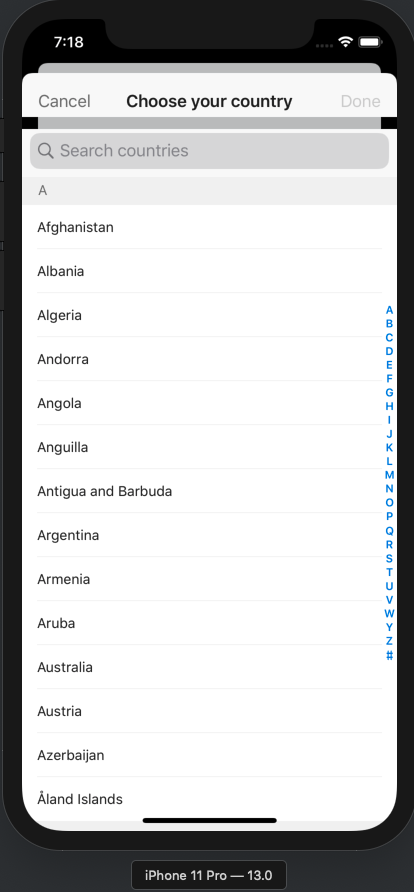 7:18
Cancel Choose your country Done
Search countries
A
Afghanistan
Albania
Algeria
Andorra
Angola
Anguilla
Antigua and Barbuda
Argentina
Armenia
Aruba
Australia
Austria
Azerbaijan
Åland Islands
A
B
C
D
E
F
G
H
I
J
K
L
M
N
O
P
Q
R
S
T
U
V
W
Y
Z
#
iPhone 11 Pro — 13.0